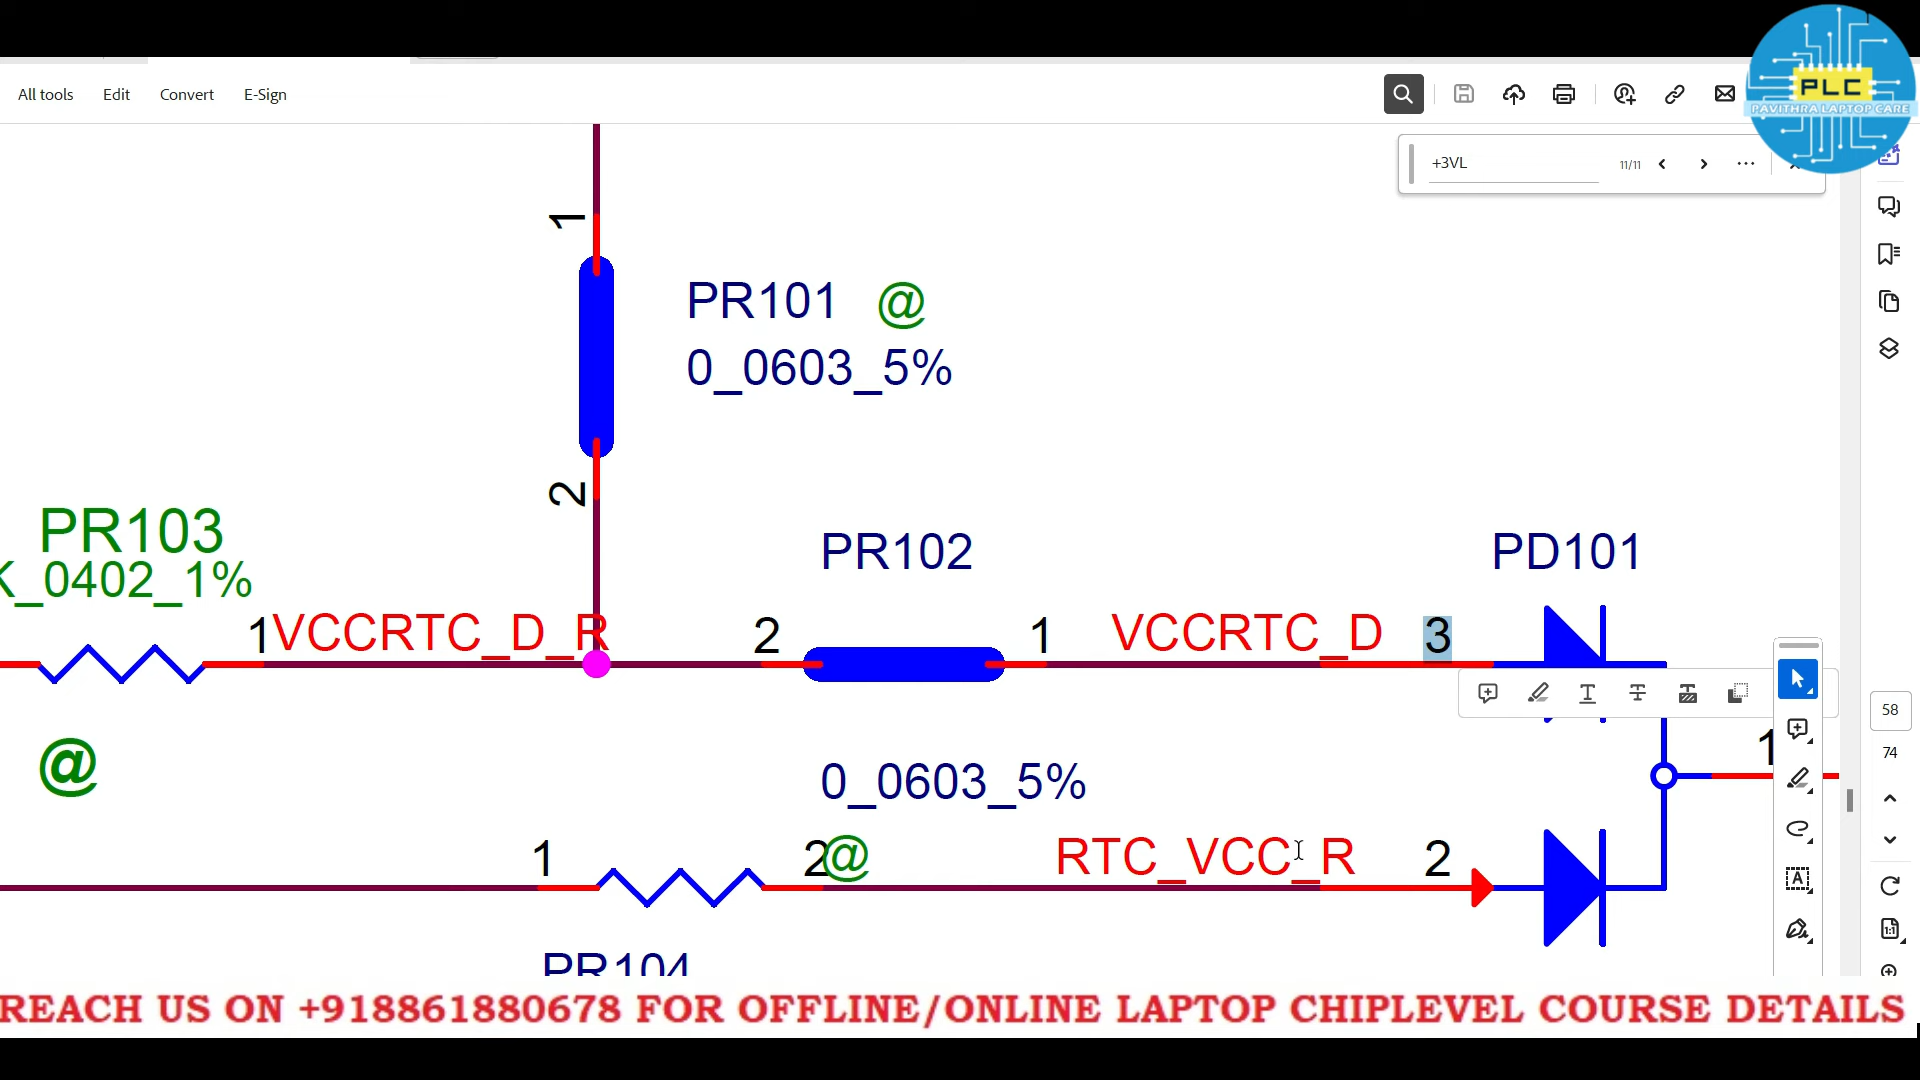 PLC
PAVITHRA LAPTOP CARE
All tools Edit Convert E-Sign
+3VL 11/11
1
PR101 @
0_0603_5%
2
PR103
K_0402_1%
PR102
PD101
1 VCCRTC_D_R 2 1 VCCRTC_D 3
58
74
1
@
0_0603_5%
1 2 @ RTC_VCC_R 2
PR104
REACH US ON +918861880678 FOR OFFLINE/ONLINE LAPTOP CHIPLEVEL COURSE DETAILS